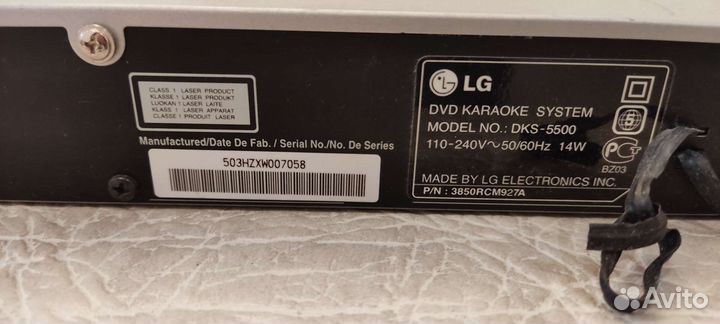 CLASS 1 LASER PRODUCT
KLASSE 1 LASER PRODUKT
LUOKAN 1 LASER LAITE
KLASS 1 LASER APPARAT
CLASSE 1 PRODUIT LASER
Manufactured/Date De Fab. / Serial No./No. De Series
503HZXW007058
LG
DVD KARAOKE SYSTEM
MODEL NO.: DKS-5500
110-240V~50/60Hz 14W
BZ03
MADE BY LG ELECTRONICS INC.
P/N : 3850RCM927A
Avito